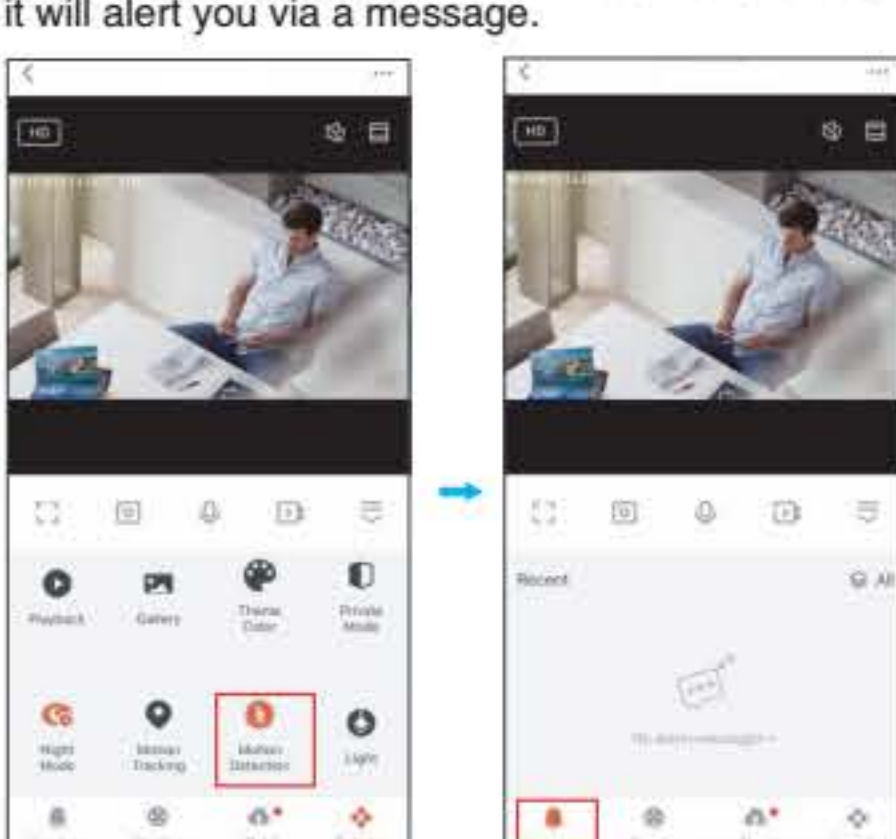 it will alert you via a message.
HD
HD
Playback
Gallery
Theme
Color
Private
Mode
Night
Mode
Motion
Tracking
Motion
Detection
Light
Recent
All